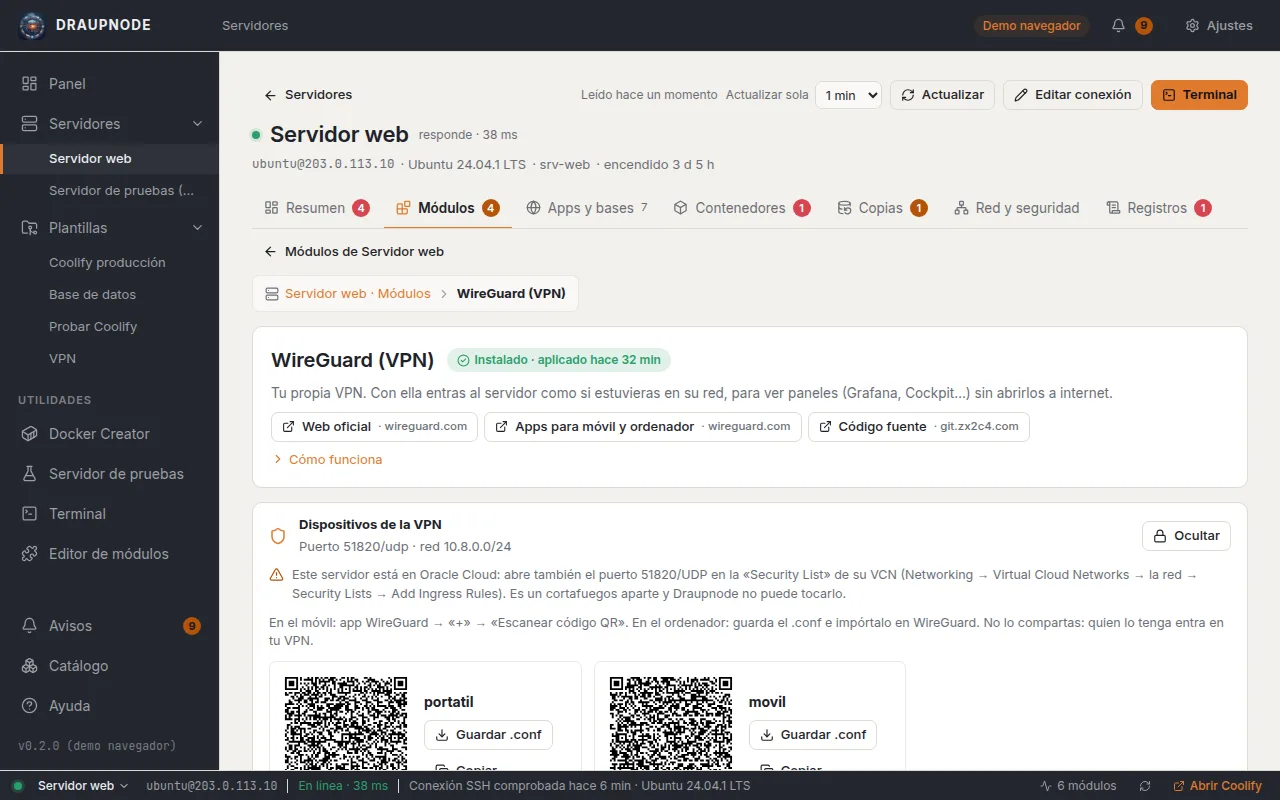 DRAUPNODE
Servidores
Demo navegador
9
Ajustes
Panel
Servidores
Servidor web
Servidor de pruebas (...
Plantillas
Coolify producción
Base de datos
Probar Coolify
VPN
UTILIDADES
Docker Creator
Servidor de pruebas
Terminal
Editor de módulos
Avisos 9
Catálogo
Ayuda
v0.2.0 (demo navegador)
Servidores
Leído hace un momento Actualizar sola 1 min Actualizar Editar conexión Terminal
Servidor web responde · 38 ms
ubuntu@203.0.113.10 · Ubuntu 24.04.1 LTS · srv-web · encendido 3 d 5 h
Resumen 4 Módulos 4 Apps y bases 7 Contenedores 1 Copias 1 Red y seguridad Registros 1
Módulos de Servidor web
Servidor web · Módulos > WireGuard (VPN)
WireGuard (VPN) Instalado · aplicado hace 32 min
Tu propia VPN. Con ella entras al servidor como si estuvieras en su red, para ver paneles (Grafana, Cockpit...) sin abrirlos a internet.
Web oficial · wireguard.com Apps para móvil y ordenador · wireguard.com Código fuente · git.zx2c4.com
Cómo funciona
Dispositivos de la VPN
Puerto 51820/udp · red 10.8.0.0/24
Ocultar
Este servidor está en Oracle Cloud: abre también el puerto 51820/UDP en la «Security List» de su VCN (Networking → Virtual Cloud Networks → la red →
Security Lists → Add Ingress Rules). Es un cortafuegos aparte y Draupnode no puede tocarlo.
En el móvil: app WireGuard → «+» → «Escanear código QR». En el ordenador: guarda el .conf e impórtalo en WireGuard. No lo compartas: quien lo tenga entra en
tu VPN.
portatil
Guardar .conf
Copiar
movil
Guardar .conf
Copiar
Servidor web ubuntu@203.0.113.10 En línea · 38 ms Conexión SSH comprobada hace 6 min · Ubuntu 24.04.1 LTS 6 módulos Abrir Coolify